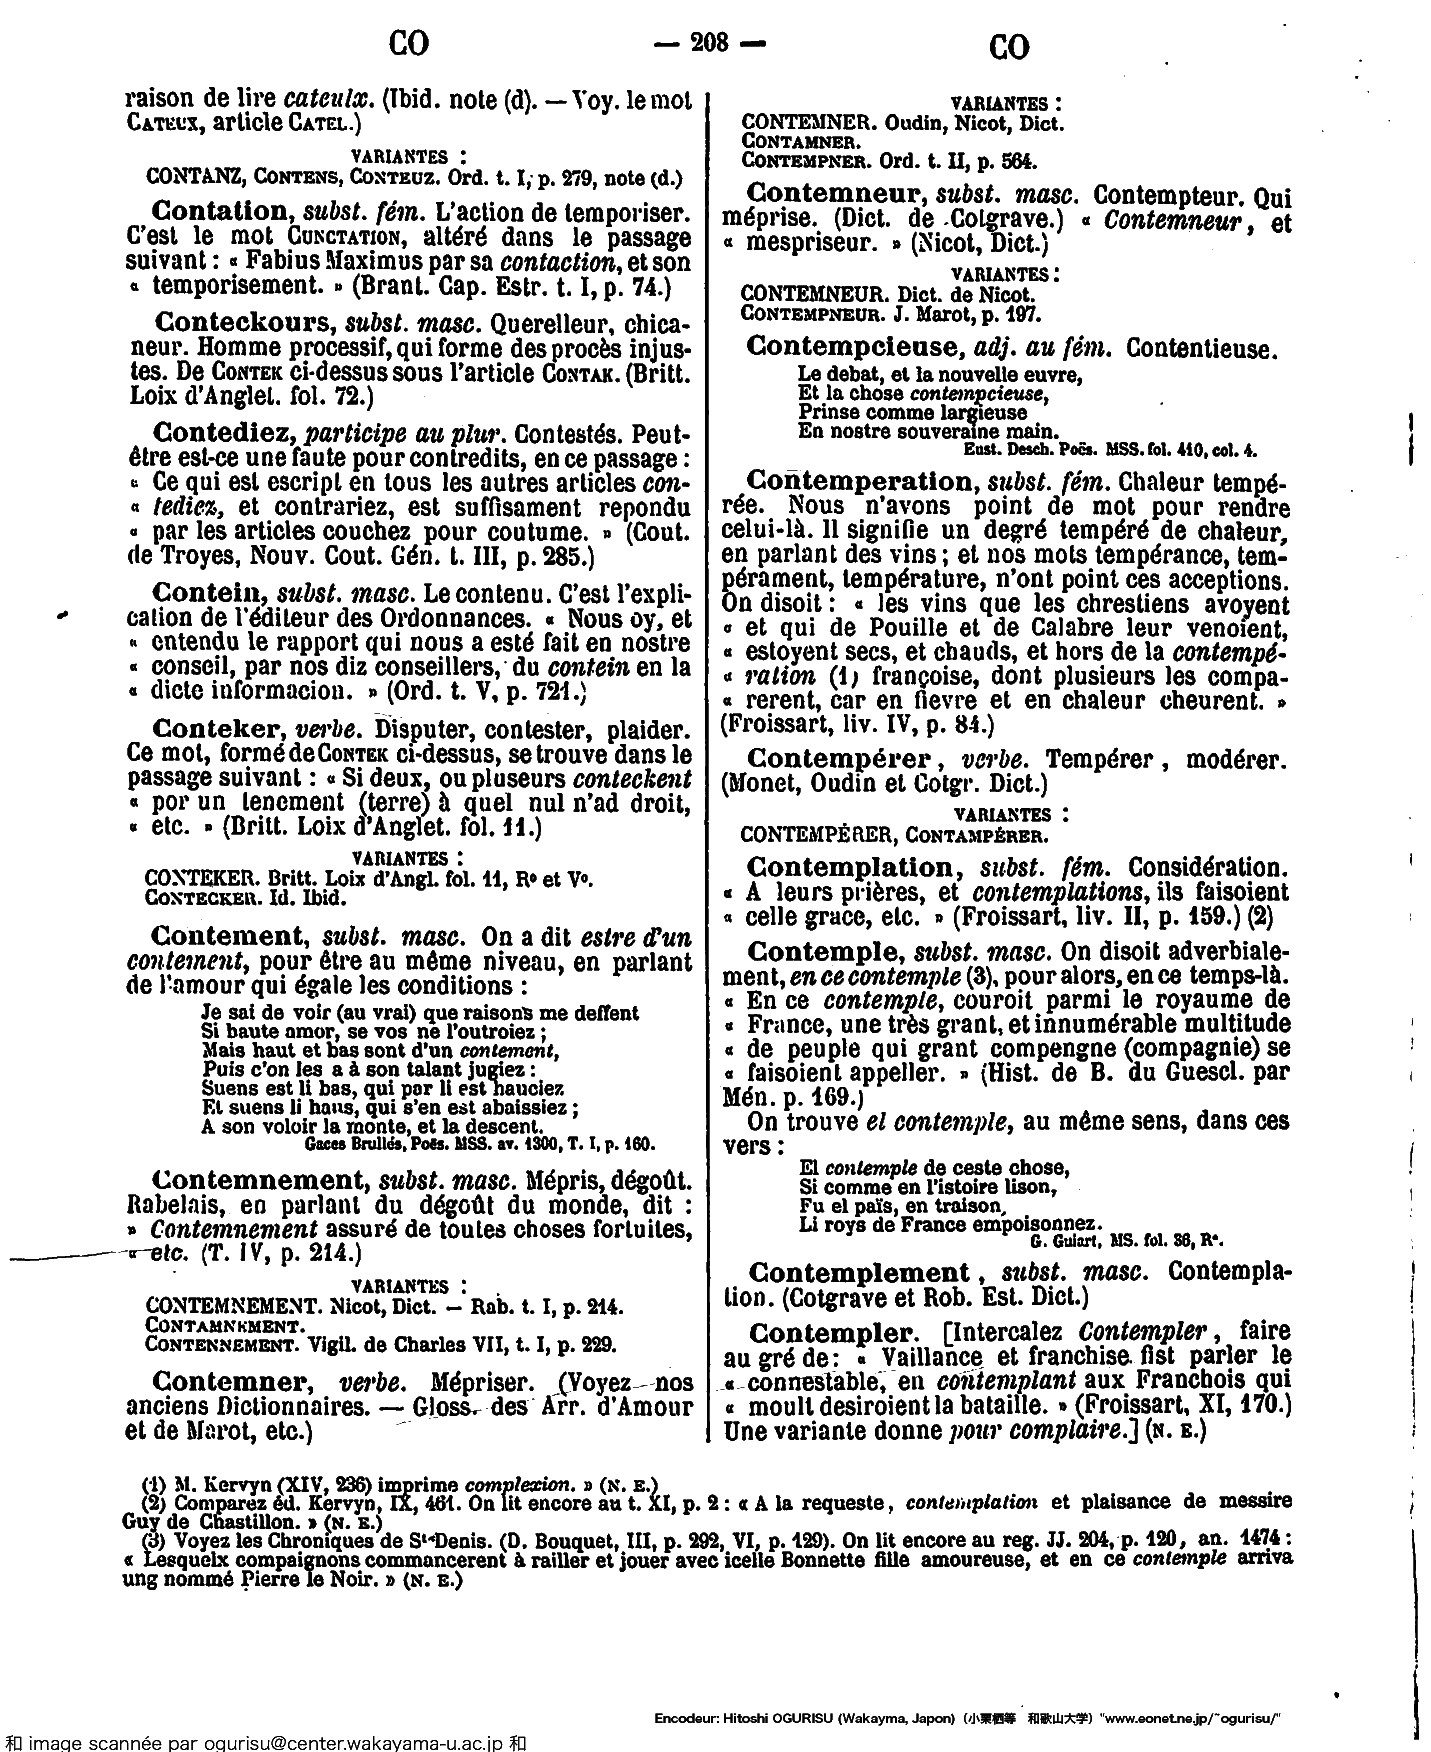 CO
— 208 —
CO
raison de lire cateulx. (Ibid. note (d). — Voy. le mot
CATEUX, article CATEL.)
VARIANTES :
CONTANZ, CONTENS, CONTEUZ. Ord. t. I, p. 279, note (d.)
Contation, subst. fém. L'action de temporiser.
C'est le mot CUNCTATION, altéré dans le passage
suivant : « Fabius Maximus par sa contaction, et son
« temporisement. » (Brant. Cap. Estr. t. I, p. 74.)
Conteckours, subst. masc. Querelleur, chica-
neur. Homme processif, qui forme des procès injus-
tes. De CONTEK ci-dessus sous l'article CONTAK. (Britt.
Loix d'Anglet. fol. 72.)
Contediez, participe au plur. Contestés. Peut-
être est-ce une faute pour contredits, en ce passage :
« Ce qui est escript en tous les autres articles con-
« tediez, et contrariez, est suffisament repondu
« par les articles couchez pour coutume. » (Cout.
de Troyes, Nouv. Cout. Gén. t. III, p. 285.)
Contein, subst. masc. Le contenu. C'est l'expli-
cation de l'éditeur des Ordonnances. « Nous oy, et
« entendu le rapport qui nous a esté fait en nostre
« conseil, par nos diz conseillers, du contein en la
« dicte informacion. » (Ord. t. V, p. 721.)
Conteker, verbe. Disputer, contester, plaider.
Ce mot, formé de CONTEK ci-dessus, se trouve dans le
passage suivant : « Si deux, ou pluseurs conteckent
« por un tenement (terre) à quel nul n'ad droit,
« etc. » (Britt. Loix d'Anglet. fol. 11.)
VARIANTES :
CONTEKER. Britt. Loix d'Angl. fol. 11, Rº et Vº.
CONTECKER. Id. Ibid.
Contement, subst. masc. On a dit estre d'un
contement, pour être au même niveau, en parlant
de l'amour qui égale les conditions :
Je sai de voir (au vrai) que raisons me deffent
Si haute amor, se vos ne l'outroiez ;
Mais haut et bas sont d'un contement,
Puis c'on les a à son talant jugiez :
Suens est li bas, qui par li est hauciez
Et suens li haus, qui s'en est abaissiez ;
A son voloir la monte, et la descent.
Gaces Brullés, Poës. MSS. av. 1300, T. I, p. 160.
Contemnement, subst. masc. Mépris, dégoût.
Rabelais, en parlant du dégoût du monde, dit :
» Contemnement assuré de toutes choses fortuites,
« etc. (T. IV, p. 214.)
VARIANTES :
CONTEMNEMENT. Nicot, Dict. — Rab. t. I, p. 214.
CONTAMNEMENT.
CONTENNEMENT. Vigil. de Charles VII, t. I, p. 229.
Contemner, verbe. Mépriser. (Voyez nos
anciens Dictionnaires. — Gloss. des Arr. d'Amour
et de Marot, etc.)
VARIANTES :
CONTEMNER. Oudin, Nicot, Dict.
CONTAMNER.
CONTEMPNER. Ord. t. II, p. 564.
Contemneur, subst. masc. Contempteur. Qui
méprise. (Dict. de Cotgrave.) « Contemneur, et
« mespriseur. » (Nicot, Dict.)
VARIANTES :
CONTEMNEUR. Dict. de Nicot.
CONTEMPNEUR. J. Marot, p. 197.
Contempcieuse, adj. au fém. Contentieuse.
Le debat, et la nouvelle euvre,
Et la chose contempcieuse,
Prinse comme largieuse
En nostre souveraine main.
Eust. Desch. Poës. MSS. fol. 410, col. 4.
Contemperation, subst. fém. Chaleur tempé-
rée. Nous n'avons point de mot pour rendre
celui-là. Il signifie un degré tempéré de chaleur,
en parlant des vins ; et nos mots tempérance, tem-
pérament, température, n'ont point ces acceptions.
On disoit : « les vins que les chrestiens avoyent
« et qui de Pouille et de Calabre leur venoient,
« estoyent secs, et chauds, et hors de la contempé-
« ration (1) françoise, dont plusieurs les compa-
« rerent, car en fievre et en chaleur cheurent. »
(Froissart, liv. IV, p. 84.)
Contempérer, verbe. Tempérer, modérer.
(Monet, Oudin et Cotgr. Dict.)
VARIANTES :
CONTEMPÉRER, CONTAMPÉRER.
Contemplation, subst. fém. Considération.
« A leurs prières, et contemplations, ils faisoient
« celle grace, etc. » (Froissart, liv. II, p. 159.) (2)
Contemple, subst. masc. On disoit adverbiale-
ment, en ce contemple (3), pour alors, en ce temps-là.
« En ce contemple, couroit parmi le royaume de
« France, une très grant, et innumérable multitude
« de peuple qui grant compengne (compagnie) se
« faisoient appeller. » (Hist. de B. du Guescl. par
Mén. p. 169.)
On trouve el contemple, au même sens, dans ces
vers :
El contemple de ceste chose,
Si comme en l'istoire lison,
Fu el païs, en traison,
Li roys de France empoisonnez.
G. Guiart, MS. fol. 36, Rº.
Contemplement, subst. masc. Contempla-
tion. (Cotgrave et Rob. Est. Dict.)
Contempler. [Intercalez Contempler, faire
au gré de : « Vaillance et franchise fist parler le
« connestable, en contemplant aux Franchois qui
« moult desiroient la bataille. » (Froissart, XI, 170.)
Une variante donne pour complaire.] (N. E.)
(1) M. Kervyn (XIV, 236) imprime complexion. » (N. E.)
(2) Comparez éd. Kervyn, IX, 461. On lit encore au t. XI, p. 2 : « A la requeste, contemplation et plaisance de messire
Guy de Chastillon. » (N. E.)
(3) Voyez les Chroniques de St-Denis. (D. Bouquet, III, p. 292, VI, p. 129). On lit encore au reg. JJ. 204, p. 120, an. 1474 :
« Lesquelx compaignons commancerent à railler et jouer avec icelle Bonnette fille amoureuse, et en ce contemple arriva
ung nommé Pierre le Noir. » (N. E.)
Encodeur: Hitoshi OGURISU (Wakayma, Japon) (小栗栖等 和歌山大学) "www.eonet.ne.jp/~ogurisu/"
和 image scannée par ogurisu@center.wakayama-u.ac.jp 和